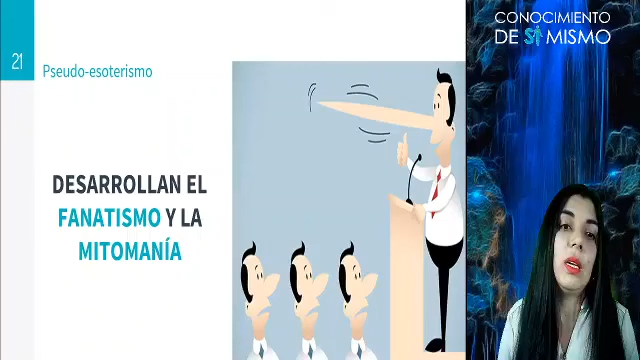 21
Pseudo-esoterismo
DESARROLLAN EL
FANATISMO Y LA
MITOMANÍA
CONOCIMIENTO
DE SÍ MISMO